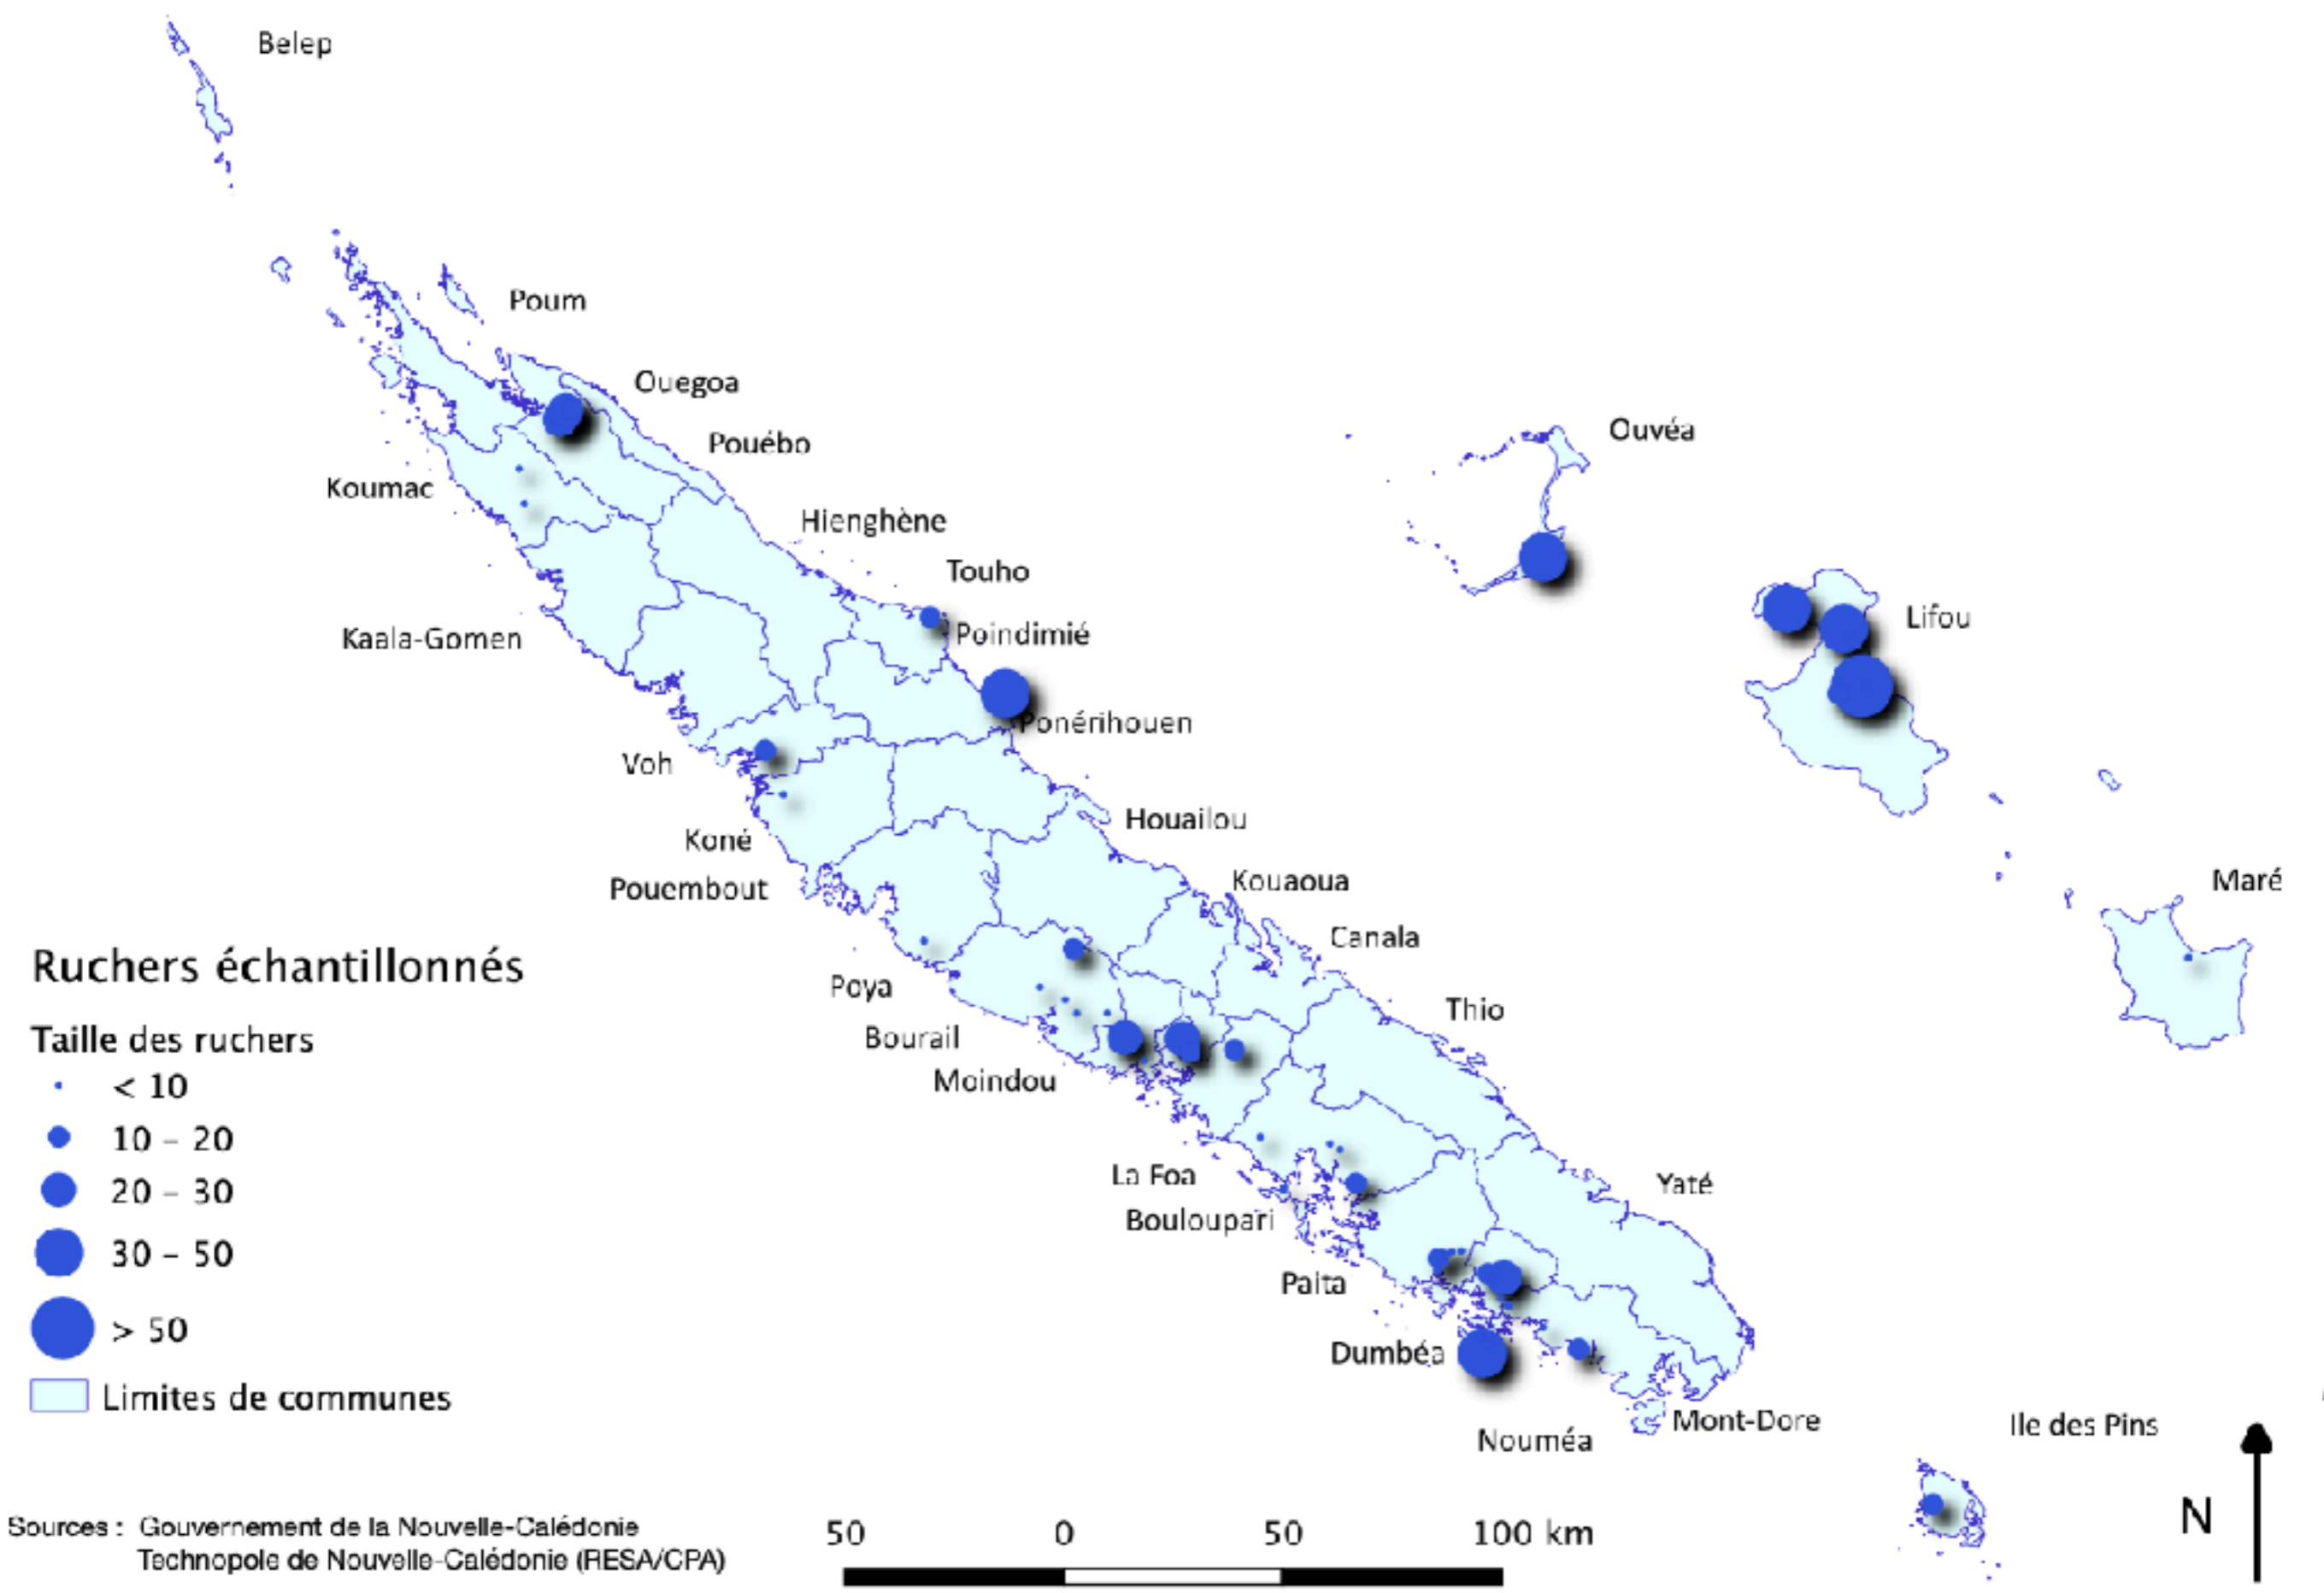 Belep
Poum
Ouegoa
Pouébo
Ouvéa
Koumac
Hienghène
Touho
Lifou
Poindimié
Kaala-Gomen
Ponérihouen
Voh
Houailou
Koné
Kouaoua
Maré
Pouembout
Canala
Ruchers échantillonnés
Poya
Thio
Taille des ruchers
Bourail
< 10
Moindou
10 – 20
La Foa
20 – 30
Yaté
Bouloupari
30 – 50
Paita
> 50
Dumbéa
Limites de communes
Mont-Dore
Ile des Pins
Nouméa
N
Sources : Gouvernement de la Nouvelle-Calédonie
Technopole de Nouvelle-Calédonie (RESA/CPA)
50 0 50 100 km